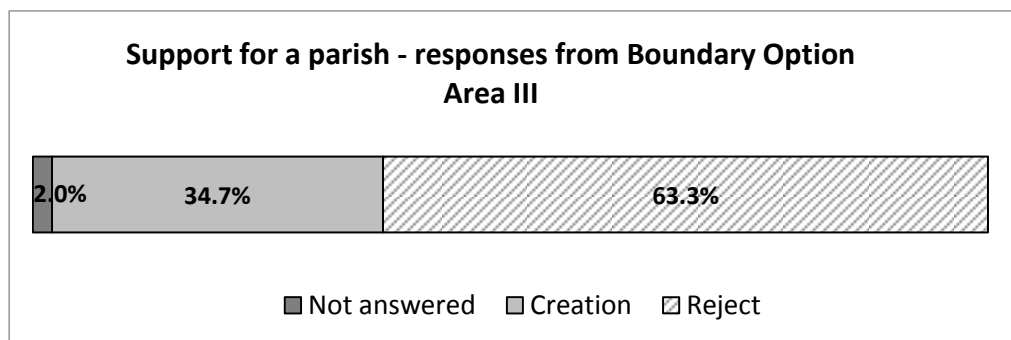 Support for a parish - responses from Boundary Option
Area III
2.0% 34.7% 63.3%
Not answered Creation Reject